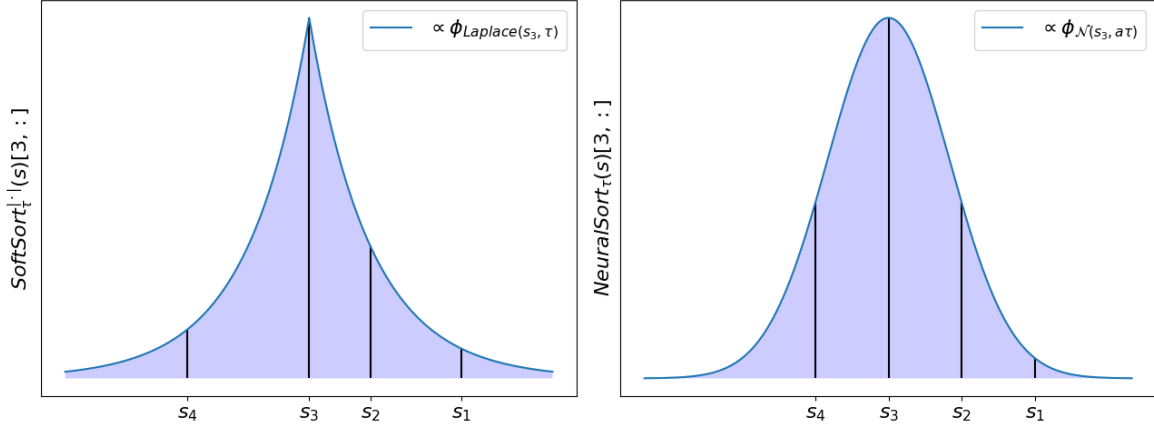 SoftSort_τ^{|·|}(s)[3, :]
∝ ϕ_{Laplace(s₃, τ)}
s₄ s₃ s₂ s₁
NeuralSort_τ(s)[3, :]
∝ ϕ_{𝒩(s₃, aτ)}
s₄ s₃ s₂ s₁